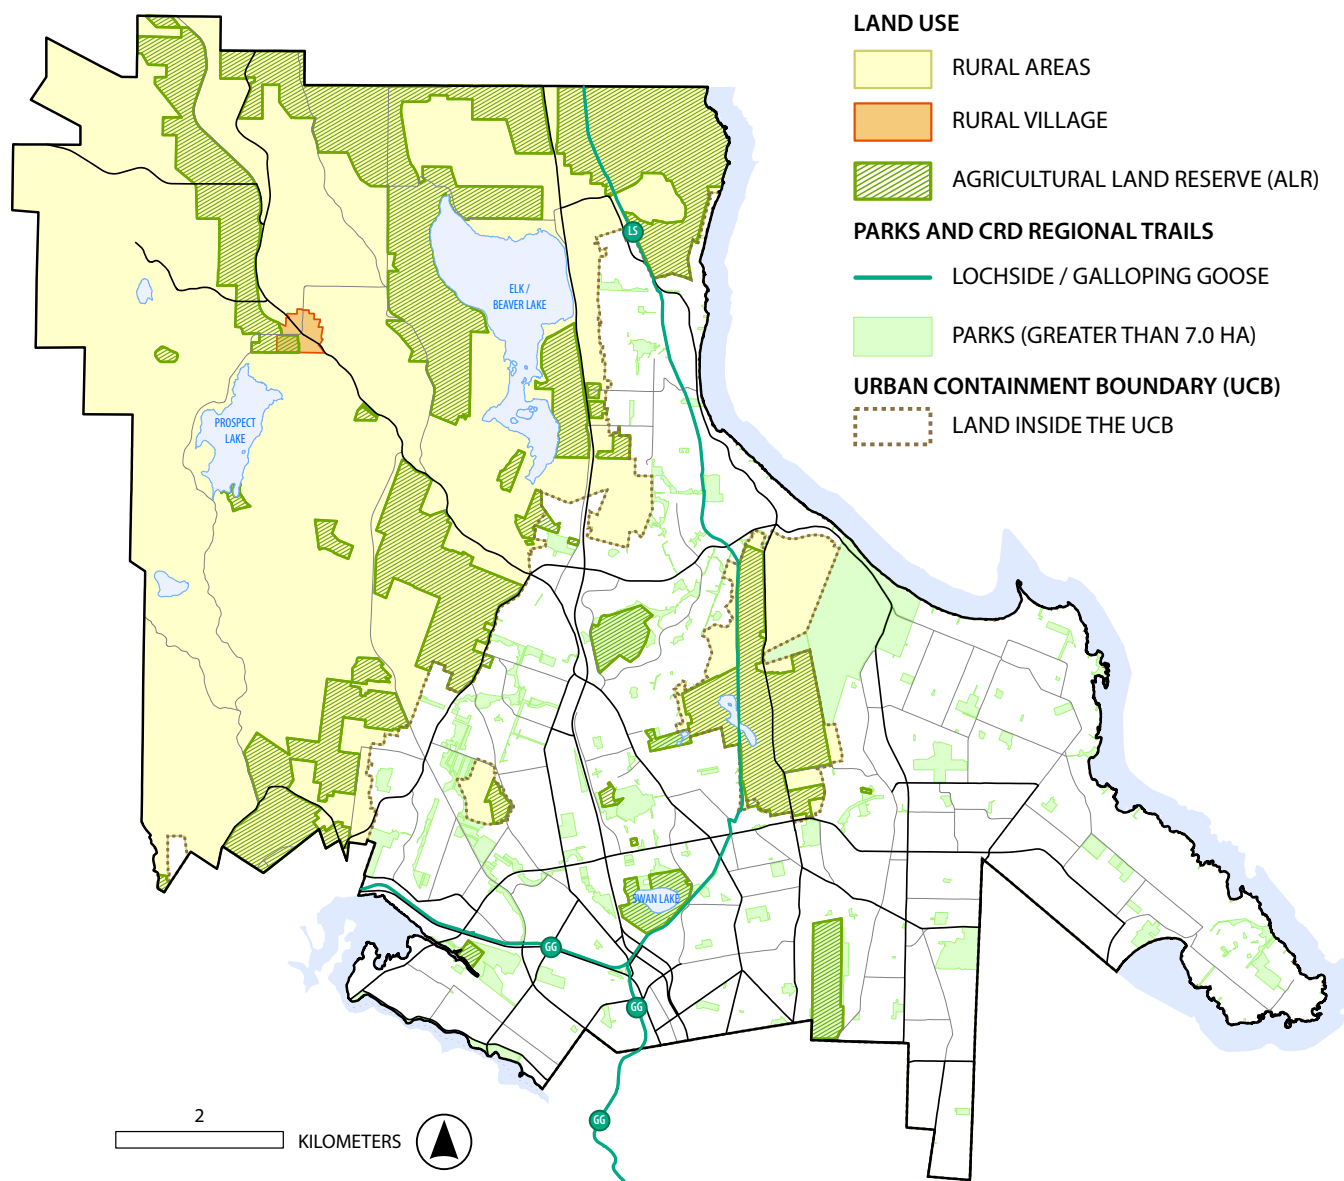 LAND USE
RURAL AREAS
RURAL VILLAGE
AGRICULTURAL LAND RESERVE (ALR)
PARKS AND CRD REGIONAL TRAILS
LOCHSIDE / GALLOPING GOOSE
PARKS (GREATER THAN 7.0 HA)
URBAN CONTAINMENT BOUNDARY (UCB)
LAND INSIDE THE UCB
LS
ELK /
BEAVER LAKE
PROSPECT
LAKE
SWAN LAKE
GG
GG
GG
2
KILOMETERS